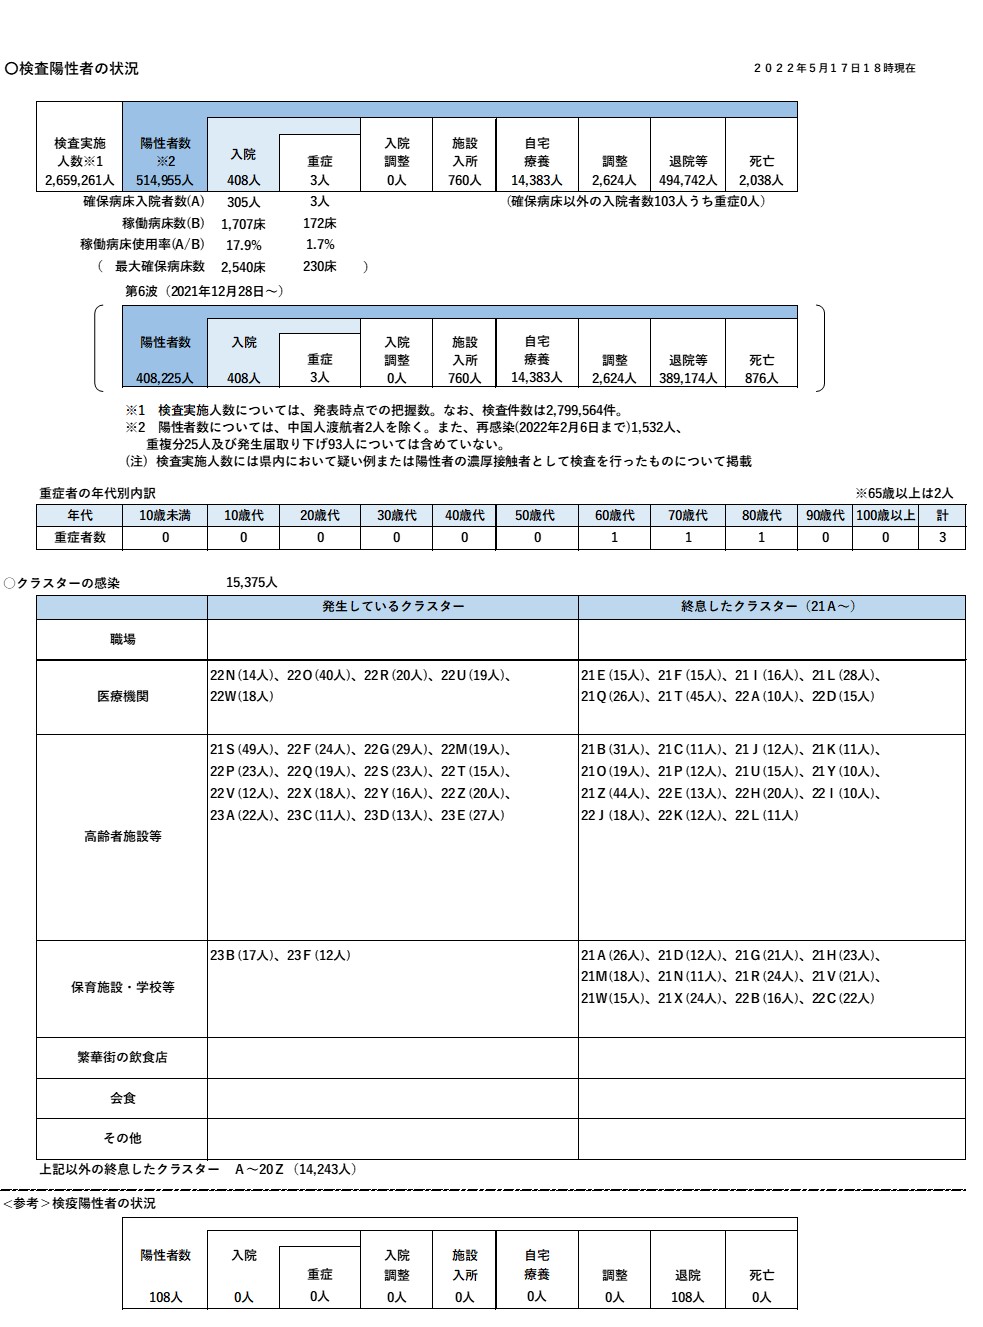 〇検査陽性者の状況
２０２２年５月１７日１８時現在
検査実施人数※1 陽性者数※2 入院 重症 入院調整 施設入所 自宅療養 調整 退院等 死亡
2,659,261人 514,955人 408人 3人 0人 760人 14,383人 2,624人 494,742人 2,038人
確保病床入院者数(A) 305人 3人 （確保病床以外の入院者数103人うち重症0人）
稼働病床数(B) 1,707床 172床
稼働病床使用率(A/B) 17.9% 1.7%
（ 最大確保病床数 2,540床 230床 ）
第6波（2021年12月28日～）
陽性者数 入院 重症 入院調整 施設入所 自宅療養 調整 退院等 死亡
408,225人 408人 3人 0人 760人 14,383人 2,624人 389,174人 876人
※1　検査実施人数については、発表時点での把握数。なお、検査件数は2,799,564件。
※2　陽性者数については、中国人渡航者2人を除く。また、再感染(2022年2月6日まで)1,532人、
重複分25人及び発生届取り下げ93人については含めていない。
(注）検査実施人数には県内において疑い例または陽性者の濃厚接触者として検査を行ったものについて掲載
重症者の年代別内訳 ※65歳以上は2人
年代 10歳未満 10歳代 20歳代 30歳代 40歳代 50歳代 60歳代 70歳代 80歳代 90歳代 100歳以上 計
重症者数 0 0 0 0 0 0 1 1 1 0 0 3
○クラスターの感染 15,375人
発生しているクラスター 終息したクラスター（21Ａ～）
職場
医療機関
22Ｎ(14人)、22Ｏ(40人)、22Ｒ(20人)、22Ｕ(19人)、
22Ｗ(18人)
21Ｅ(15人)、21Ｆ(15人)、21Ｉ(16人)、21Ｌ(28人)、
21Ｑ(26人)、21Ｔ(45人)、22Ａ(10人)、22Ｄ(15人)
高齢者施設等
21Ｓ(49人)、22Ｆ(24人)、22Ｇ(29人)、22Ｍ(19人)、
22Ｐ(23人)、22Ｑ(19人)、22Ｓ(23人)、22Ｔ(15人)、
22Ｖ(12人)、22Ｘ(18人)、22Ｙ(16人)、22Ｚ(20人)、
23Ａ(22人)、23Ｃ(11人)、23Ｄ(13人)、23Ｅ(27人)
21Ｂ(31人)、21Ｃ(11人)、21Ｊ(12人)、21Ｋ(11人)、
21Ｏ(19人)、21Ｐ(12人)、21Ｕ(15人)、21Ｙ(10人)、
21Ｚ(44人)、22Ｅ(13人)、22Ｈ(20人)、22Ｉ(10人)、
22Ｊ(18人)、22Ｋ(12人)、22Ｌ(11人)
保育施設・学校等
23Ｂ(17人)、23Ｆ(12人)
21Ａ(26人)、21Ｄ(12人)、21Ｇ(21人)、21Ｈ(23人)、
21Ｍ(18人)、21Ｎ(11人)、21Ｒ(24人)、21Ｖ(21人)、
21Ｗ(15人)、21Ｘ(24人)、22Ｂ(16人)、22Ｃ(22人)
繁華街の飲食店
会食
その他
上記以外の終息したクラスター　Ａ～20Ｚ（14,243人）
＜参考＞検疫陽性者の状況
陽性者数 入院 重症 入院調整 施設入所 自宅療養 調整 退院 死亡
108人 0人 0人 0人 0人 0人 0人 108人 0人